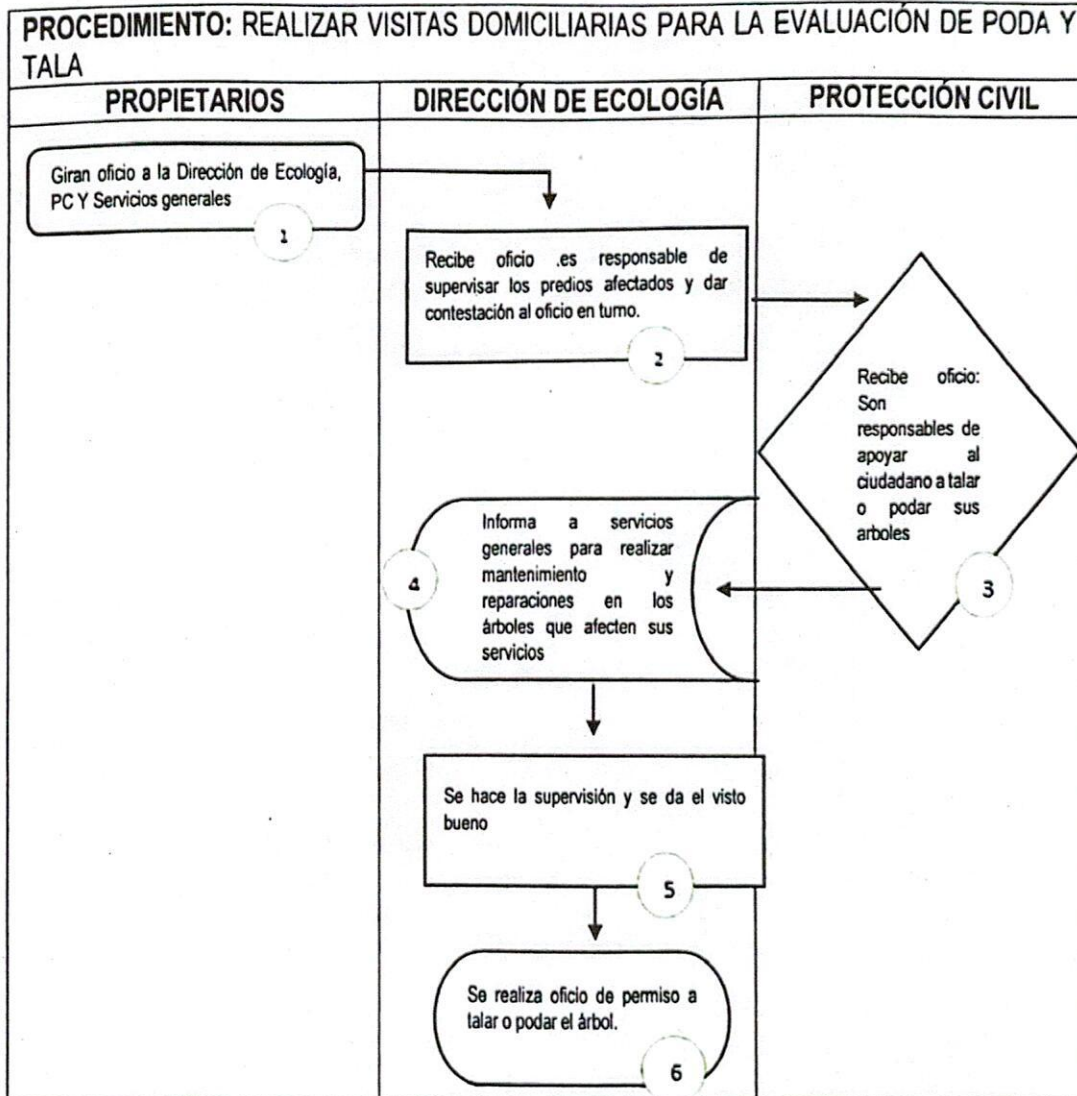 PROCEDIMIENTO: REALIZAR VISITAS DOMICILIARIAS PARA LA EVALUACIÓN DE PODA Y
TALA
PROPIETARIOS
DIRECCIÓN DE ECOLOGÍA
PROTECCIÓN CIVIL
Giran oficio a la Dirección de Ecología,
PC Y Servicios generales
1
Recibe oficio .es responsable de
supervisar los predios afectados y dar
contestación al oficio en turno.
2
Recibe oficio:
Son
responsables de
apoyar al
ciudadano a talar
o podar sus
arboles
3
Informa a servicios
generales para realizar
mantenimiento y
reparaciones en los
árboles que afecten sus
servicios
4
Se hace la supervisión y se da el visto
bueno
5
Se realiza oficio de permiso a
talar o podar el árbol.
6